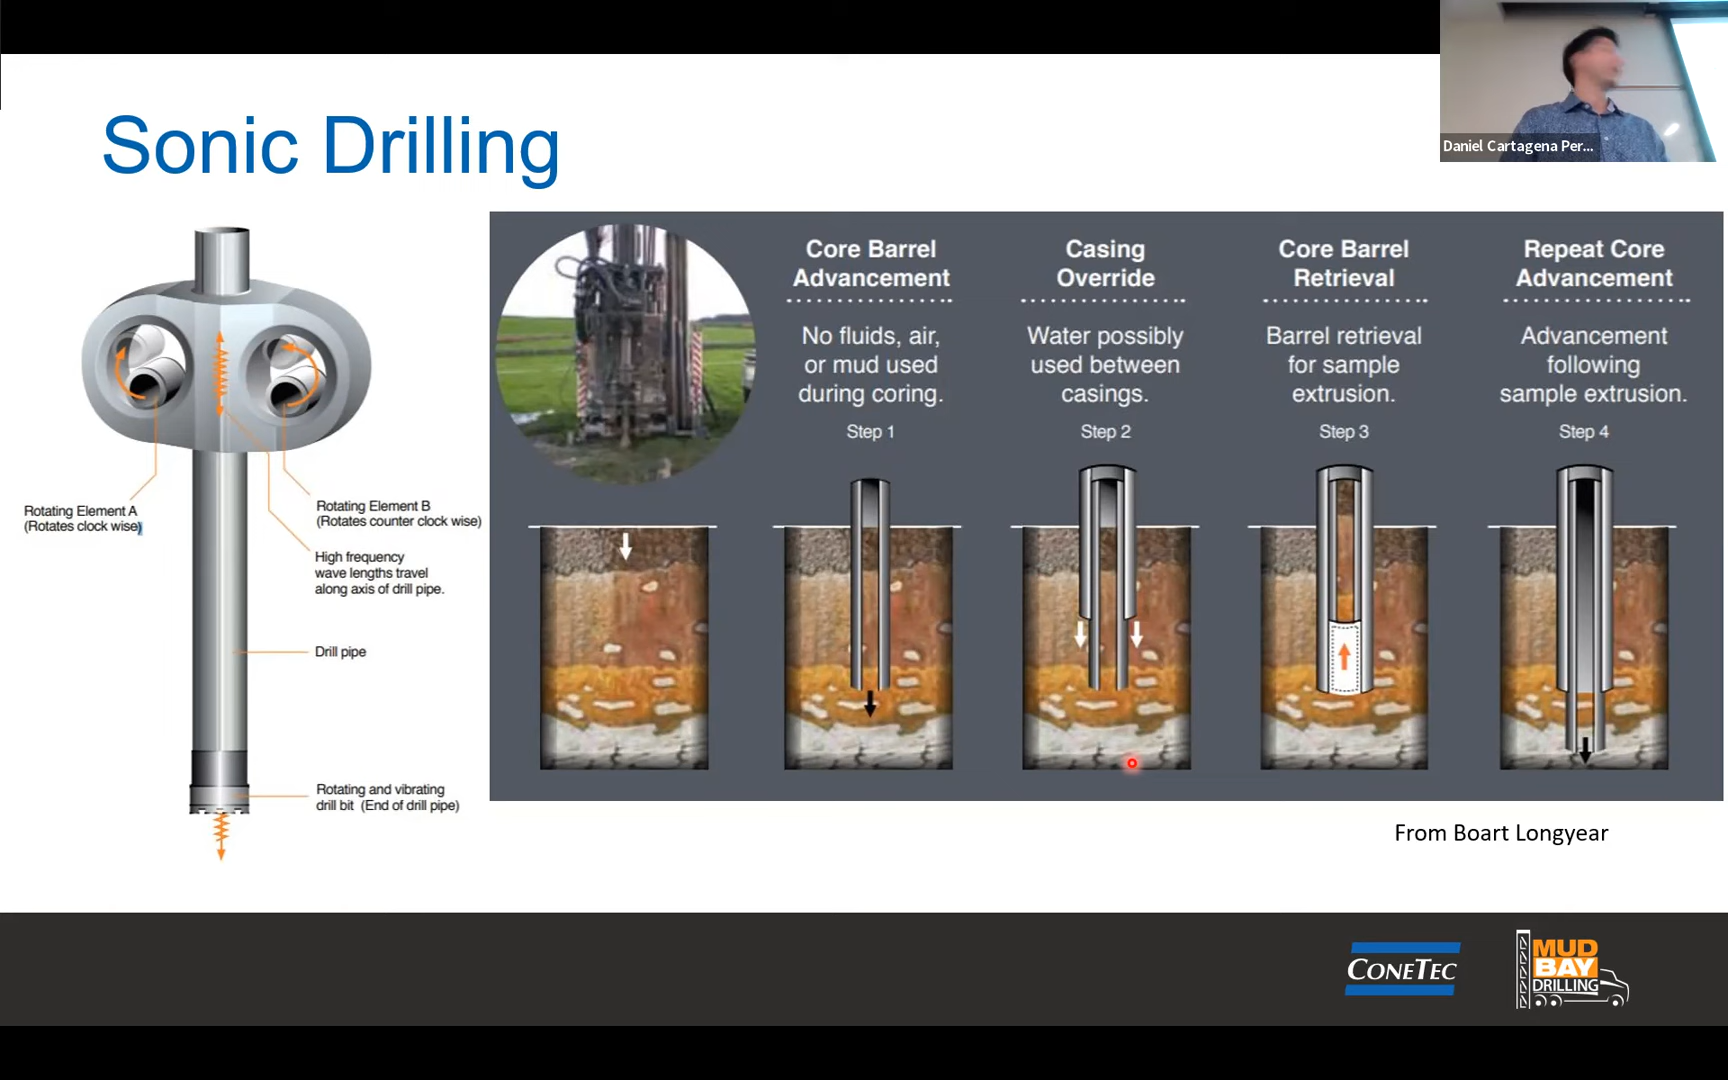 Daniel Cartagena Per...
Sonic Drilling
Rotating Element A
(Rotates clock wise)
Rotating Element B
(Rotates counter clock wise)
High frequency
wave lengths travel
along axis of drill pipe.
Drill pipe
Rotating and vibrating
drill bit (End of drill pipe)
Core Barrel
Advancement
No fluids, air,
or mud used
during coring.
Step 1
Casing
Override
Water possibly
used between
casings.
Step 2
Core Barrel
Retrieval
Barrel retrieval
for sample
extrusion.
Step 3
Repeat Core
Advancement
Advancement
following
sample extrusion.
Step 4
From Boart Longyear
CONETEC
MUD
BAY
DRILLING